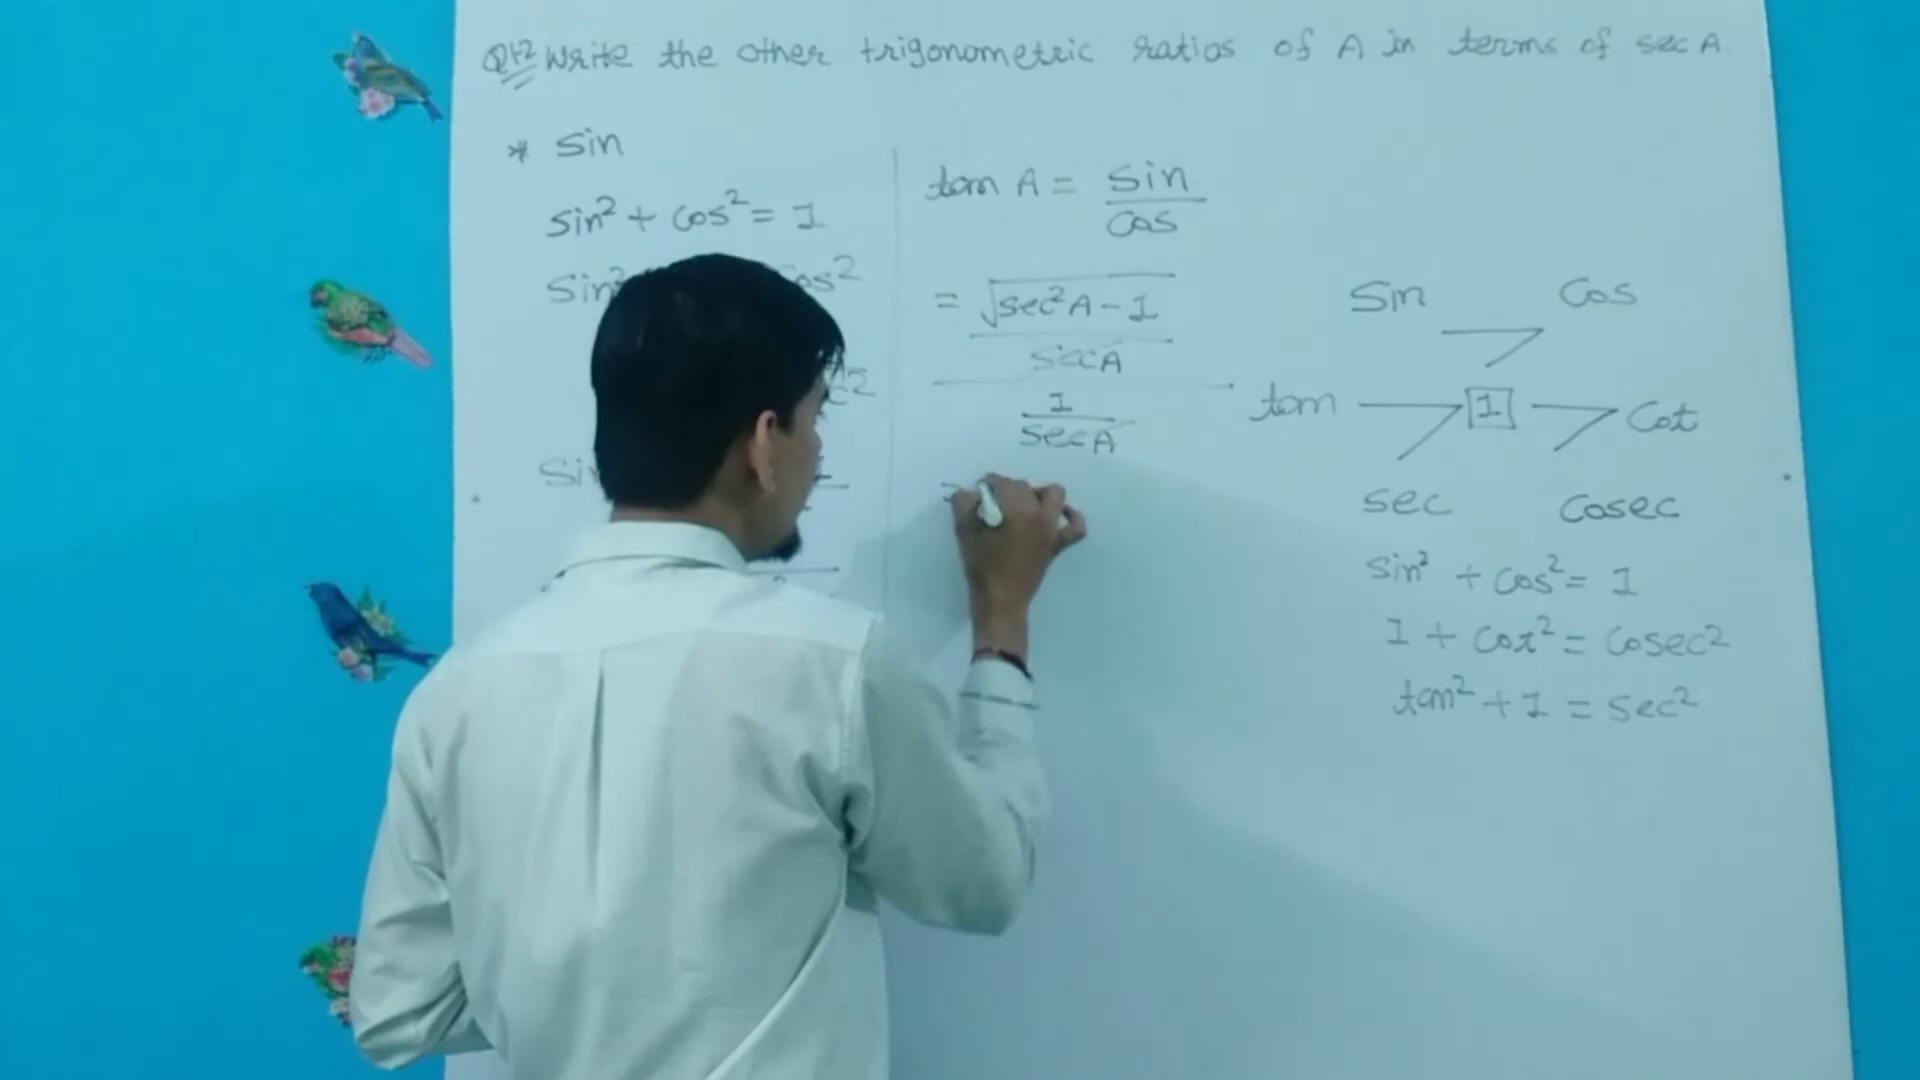 Q12 Write the other trigonometric ratios of A in terms of sec A.
* Sin
sin² + cos² = 1
Sin²
cos²
tan A = sin / cos
= √sec²A - 1 / secA
1 / secA
=
Sin Cos
tan 1 Cot
sec Cosec
sin² + cos² = 1
1 + cot² = cosec²
tan² + 1 = sec²